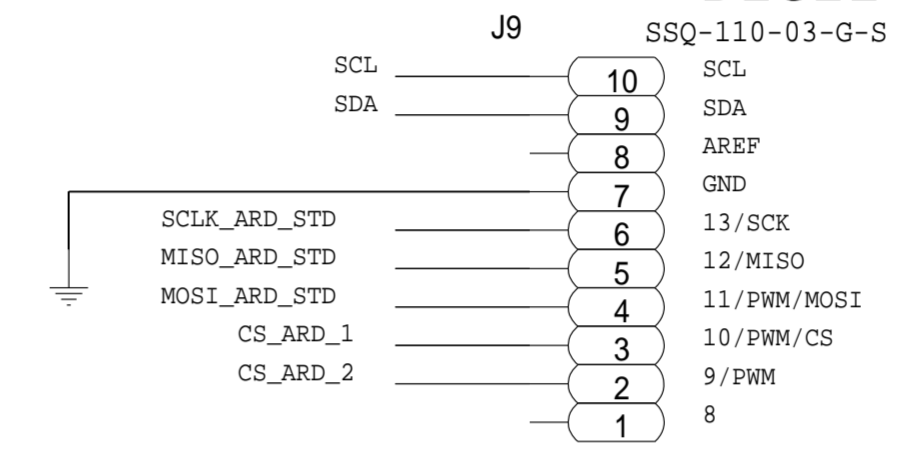 J9 SSQ-110-03-G-S
SCL 10 SCL
SDA 9 SDA
8 AREF
7 GND
SCLK_ARD_STD 6 13/SCK
MISO_ARD_STD 5 12/MISO
MOSI_ARD_STD 4 11/PWM/MOSI
CS_ARD_1 3 10/PWM/CS
CS_ARD_2 2 9/PWM
1 8